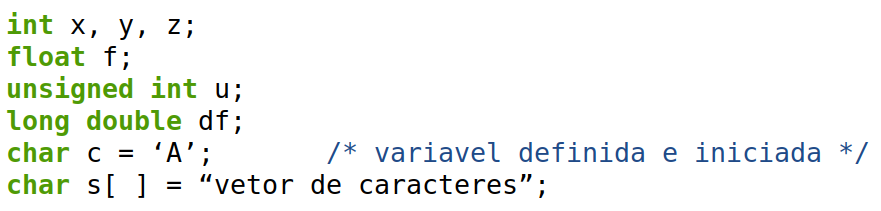 int x, y, z;
float f;
unsigned int u;
long double df;
char c = ‘A’;       /* variavel definida e iniciada */
char s[ ] = “vetor de caracteres”;